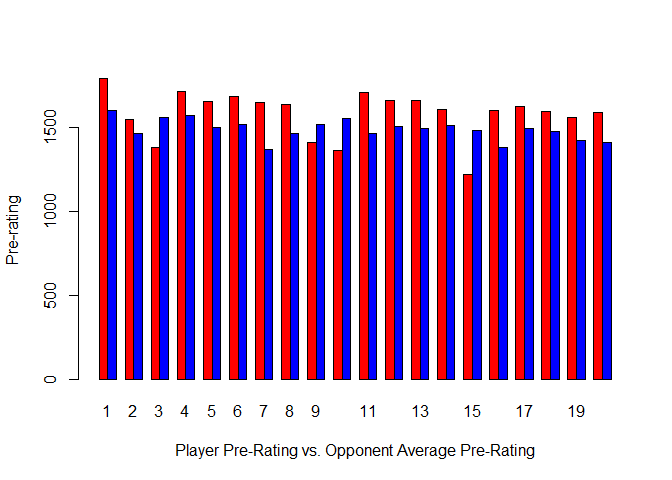 1500
1000
500
0
Pre-rating
1 2 3 4 5 6 7 8 9 11 13 15 17 19
Player Pre-Rating vs. Opponent Average Pre-Rating